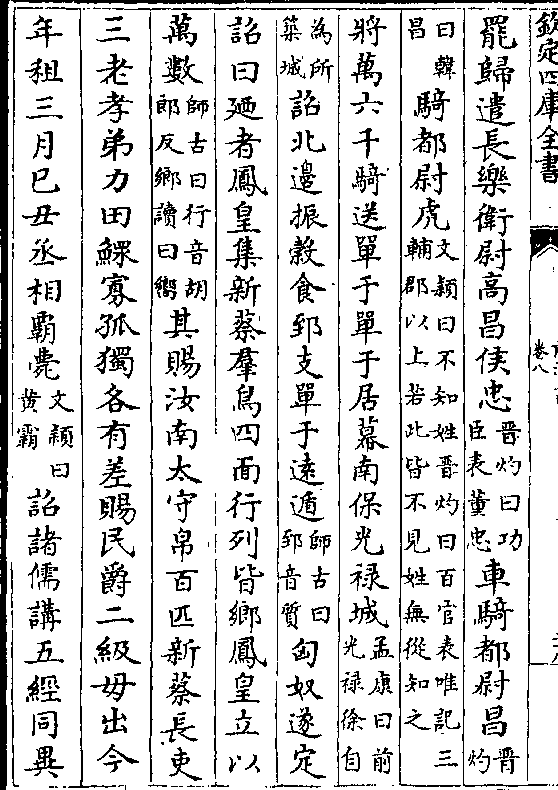 欽定四庫全書
卷八
罷歸遣長樂衛尉高昌侯忠晉灼曰功臣表董忠車騎都尉昌晉灼
曰韓昌騎都尉虎文穎曰不知姓晉灼曰百官表唯記三輔郡以上若此皆不見姓無從知之
將萬六千騎送單于單于居幕南保光祿城孟康曰前光祿徐自
為所築城詔北邊振穀食郅支單于遠遁師古曰郅音質匈奴遂定
詔曰廼者鳳皇集新蔡羣鳥四面行列皆鄉鳳皇立以
萬數師古曰行音胡郎反鄉讀曰嚮其賜汝南太守帛百匹新蔡長吏
三老孝弟力田鰥寡孤獨各有差賜民爵二級毋出今
年租三月己丑丞相霸薨文穎曰黃霸詔諸儒講五經同異